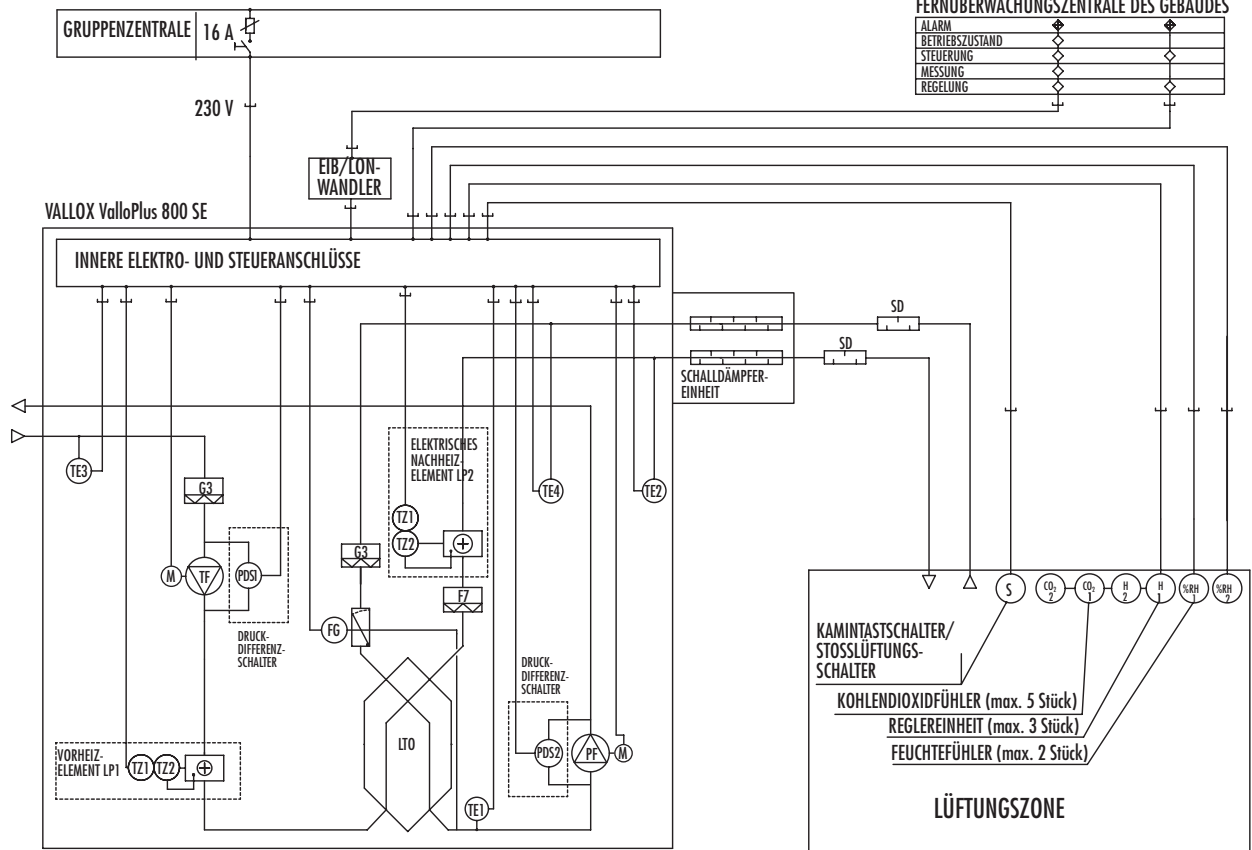 FERNÜBERWACHUNGSZENTRALE DES GEBÄUDES
GRUPPENZENTRALE
16 A
ALARM
BETRIEBSZUSTAND
STEUERUNG
MESSUNG
REGELUNG
230 V
EIB/LON-
WANDLER
VALLOX ValloPlus 800 SE
INNERE ELEKTRO- UND STEUERANSCHLÜSSE
SD
SD
SCHALLDÄMPFER-
EINHEIT
ELEKTRISCHES
NACHHEIZ-
ELEMENT LP2
TE3
TE4
TE2
G3
TZ1
TZ2
G3
M
TF
PDS1
F7
FG
DRUCK-
DIFFERENZ-
SCHALTER
DRUCK-
DIFFERENZ-
SCHALTER
LTO
PDS2
PF
M
VORHEIZ-
ELEMENT LP1
TZ1
TZ2
TE1
S
CO2
2
CO2
1
H
2
H
1
%RH
1
%RH
2
KAMINTASTSCHALTER/
STOSSLÜFTUNGS-
SCHALTER
KOHLENDIOXIDFÜHLER (max. 5 Stück)
REGLEREINHEIT (max. 3 Stück)
FEUCHTEFÜHLER (max. 2 Stück)
LÜFTUNGSZONE